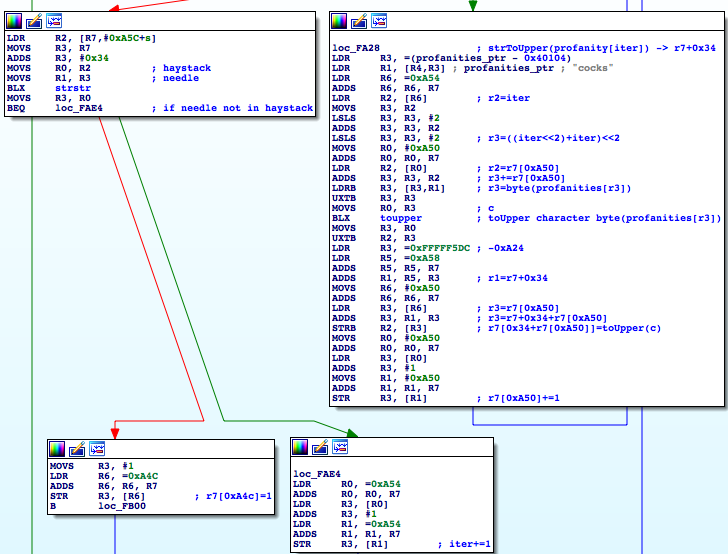 LDR R2, [R7,#0xA5C+s]
MOVS R3, R7
ADDS R3, #0x34
MOVS R0, R2 ; haystack
MOVS R1, R3 ; needle
BLX strstr
MOVS R3, R0
BEQ loc_FAE4 ; if needle not in haystack
loc_FA28 ; strToUpper(profanity[iter]) -> r7+0x34
LDR R3, =(profanities_ptr - 0x40104)
LDR R1, [R4,R3] ; profanities_ptr ; "cocks"
LDR R6, =0xA54
ADDS R6, R6, R7
LDR R2, [R6] ; r2=iter
MOVS R3, R2
LSLS R3, R3, #2
ADDS R3, R3, R2
LSLS R3, R3, #2 ; r3=((iter<<2)+iter)<<2
MOVS R0, #0xA50
ADDS R0, R0, R7
LDR R2, [R0] ; r2=r7[0xA50]
ADDS R3, R3, R2 ; r3+=r7[0xA50]
LDRB R3, [R3,R1] ; r3=byte(profanities[r3])
UXTB R3, R3
MOVS R0, R3 ; c
BLX toupper ; toUpper character byte(profanities[r3])
MOVS R3, R0
UXTB R2, R3
LDR R3, =0xFFFFF5DC ; -0xA24
LDR R5, =0xA58
ADDS R5, R5, R7
ADDS R1, R5, R3 ; r1=r7+0x34
MOVS R6, #0xA50
ADDS R6, R6, R7
LDR R3, [R6] ; r3=r7[0xA50]
ADDS R3, R1, R3 ; r3=r7+0x34+r7[0xA50]
STRB R2, [R3] ; r7[0x34+r7[0xA50]]=toUpper(c)
MOVS R0, #0xA50
ADDS R0, R0, R7
LDR R3, [R0]
ADDS R3, #1
MOVS R1, #0xA50
ADDS R1, R1, R7
STR R3, [R1] ; r7[0xA50]+=1
MOVS R3, #1
LDR R6, =0xA4C
ADDS R6, R6, R7
STR R3, [R6] ; r7[0xA4c]=1
B loc_FB00
loc_FAE4
LDR R0, =0xA54
ADDS R0, R0, R7
LDR R3, [R0]
ADDS R3, #1
LDR R1, =0xA54
ADDS R1, R1, R7
STR R3, [R1] ; iter+=1